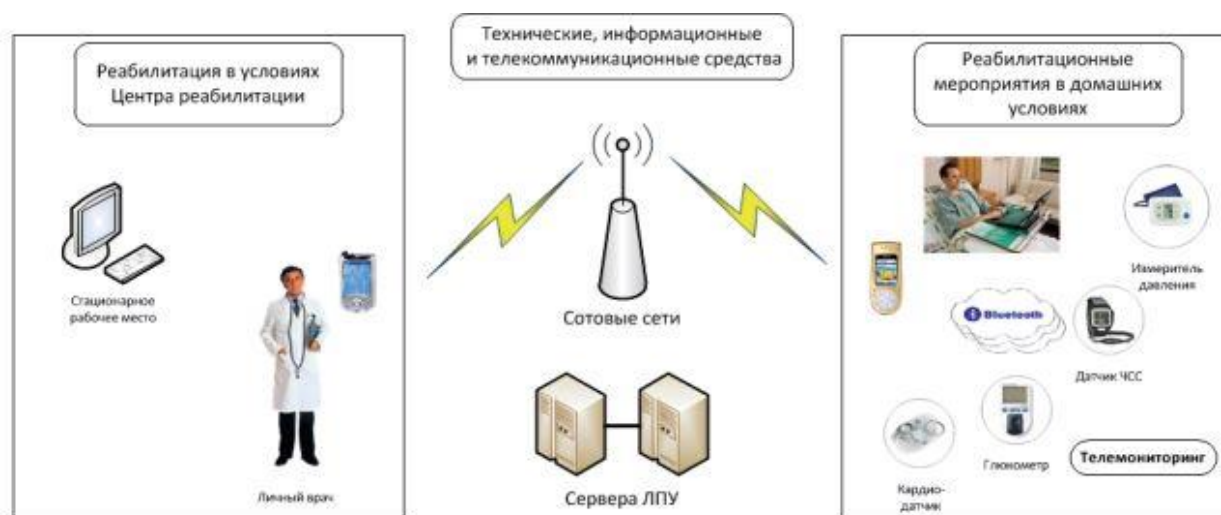 Реабилитация в условиях
Центра реабилитации
Стационарное
рабочее место
Личный врач
Технические, информационные
и телекоммуникационные средства
Сотовые сети
Сервера ЛПУ
Реабилитационные
мероприятия в домашних
условиях
Измеритель
давления
Bluetooth
Датчик ЧСС
Глюкометр
Телемониторинг
Кардио-
датчик